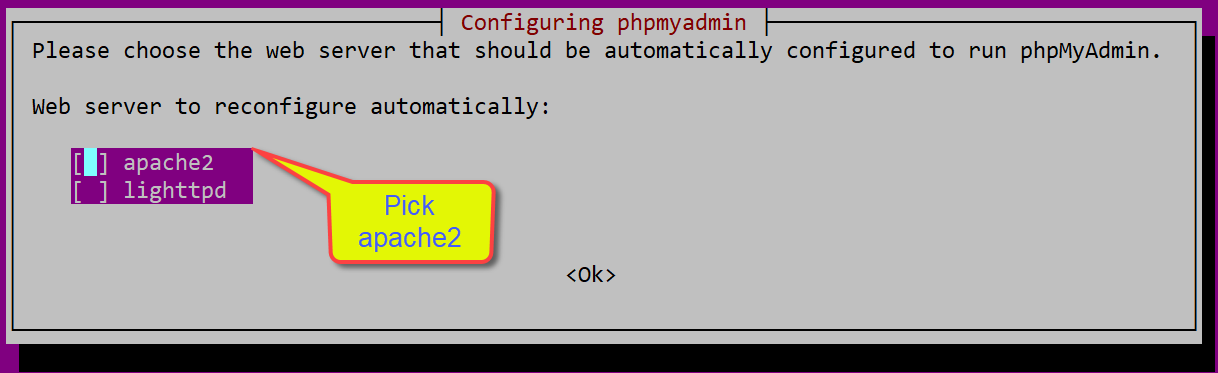 Configuring phpmyadmin
Please choose the web server that should be automatically configured to run phpMyAdmin.
Web server to reconfigure automatically:
[ ] apache2
[ ] lighttpd
Pick
apache2
<Ok>